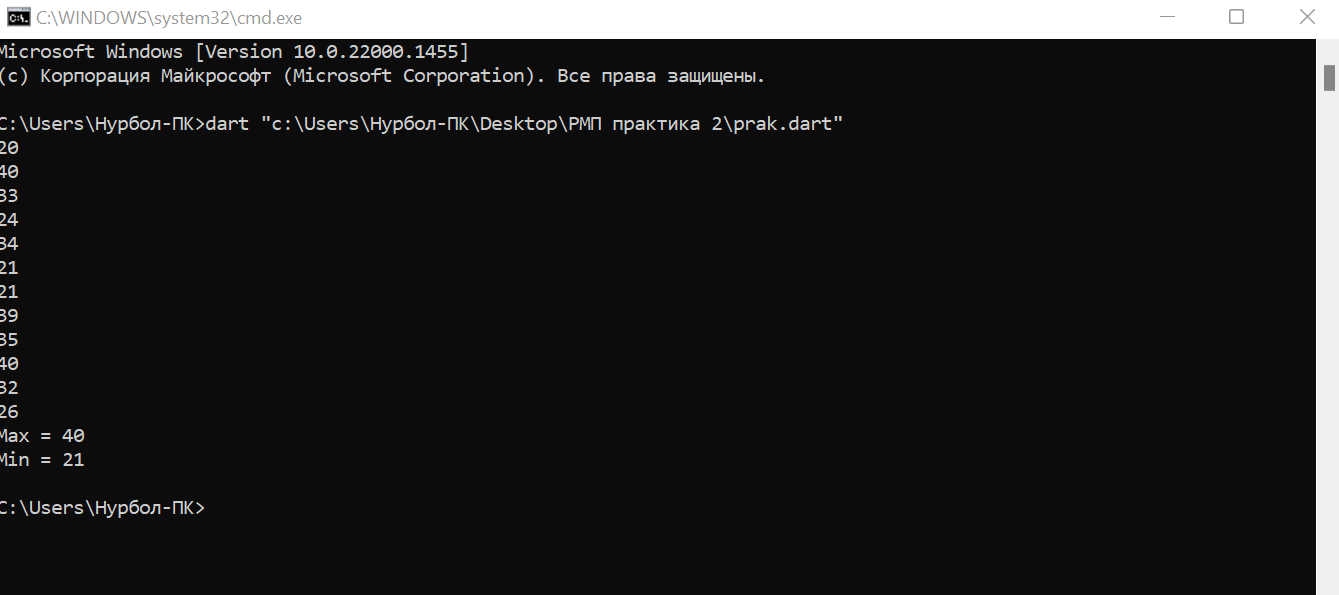 C:\WINDOWS\system32\cmd.exe
Microsoft Windows [Version 10.0.22000.1455]
(c) Корпорация Майкрософт (Microsoft Corporation). Все права защищены.
C:\Users\Нурбол-ПК>dart "c:\Users\Нурбол-ПК\Desktop\РМП практика 2\prak.dart"
20
40
33
24
34
21
21
39
35
40
32
26
Max = 40
Min = 21
C:\Users\Нурбол-ПК>